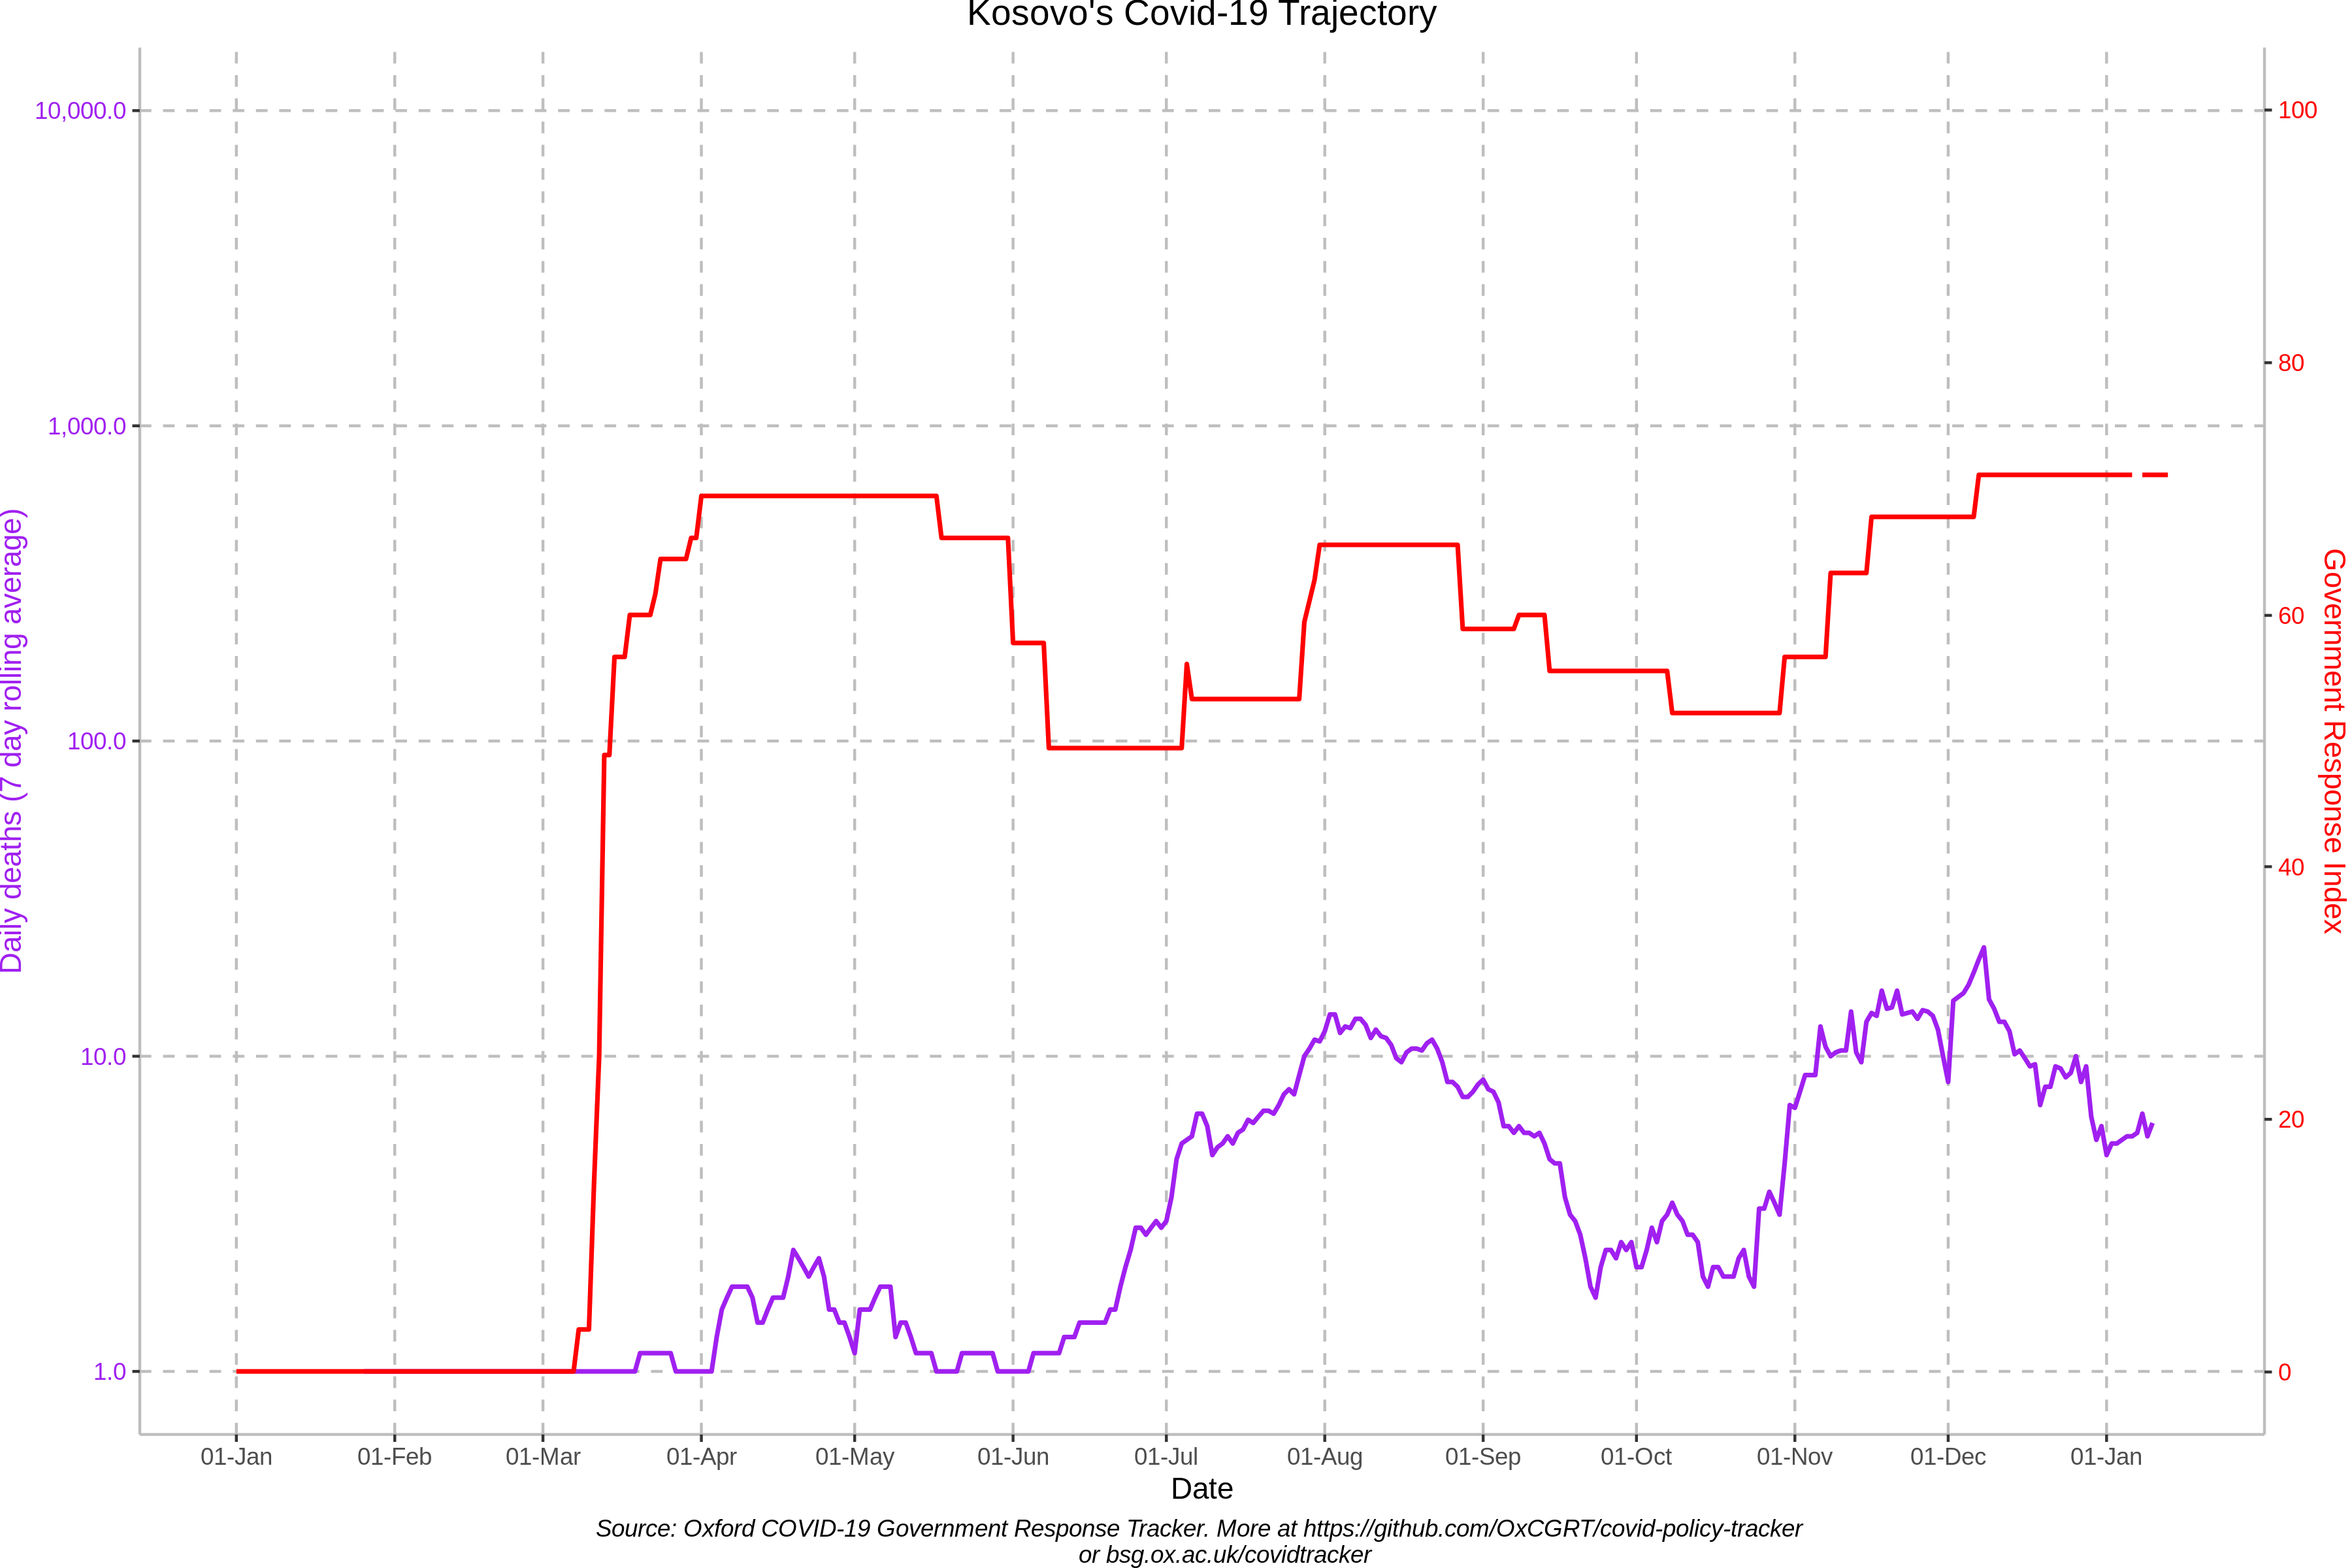 Kosovo's Covid-19 Trajectory
10,000.0
1,000.0
100.0
10.0
1.0
Daily deaths (7 day rolling average)
100
80
60
40
20
0
Government Response Index
01-Jan 01-Feb 01-Mar 01-Apr 01-May 01-Jun 01-Jul 01-Aug 01-Sep 01-Oct 01-Nov 01-Dec 01-Jan
Date
Source: Oxford COVID-19 Government Response Tracker. More at https://github.com/OxCGRT/covid-policy-tracker
or bsg.ox.ac.uk/covidtracker